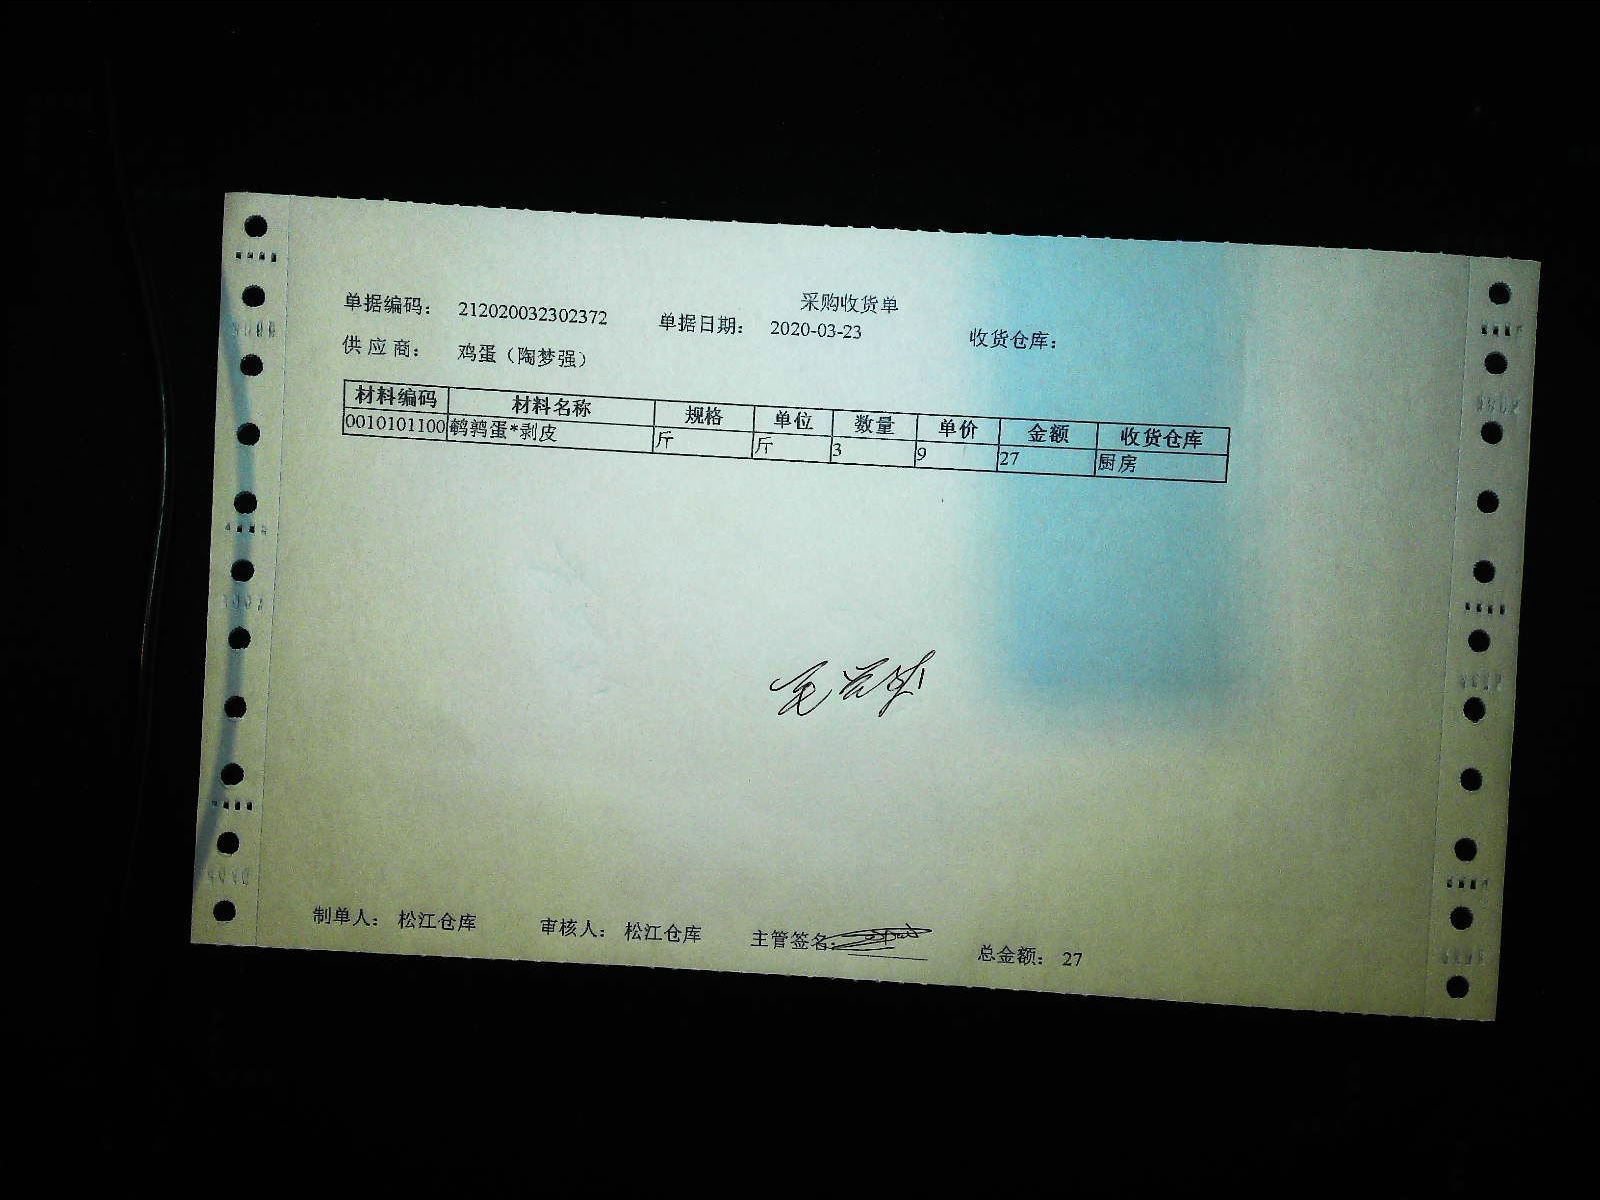 采购收货单
单据编码： 212020032302372 单据日期： 2020-03-23 收货仓库：
供 应 商： 鸡蛋（陶梦强）
材料编码 材料名称 规格 单位 数量 单价 金额 收货仓库
0010101100 鹌鹑蛋*剥皮 斤 斤 3 9 27 厨房
制单人： 松江仓库 审核人： 松江仓库 主管签名： 总金额： 27